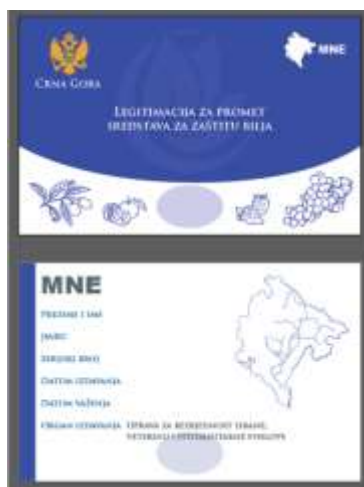 MNE
CRNA GORA
LEGITIMACIJA ZA PROMET
SREDSTAVA ZA ZAŠTITU BILJA
MNE
PREZIME I IME
JMBG
SERIJSKI BROJ
DATUM IZDAVANJA
DATUM VAŽENJA
ORGAN IZDAVANJA UPRAVA ZA BEZBJEDNOST HRANE,
VETERINU I FITOSANITARNE POSLOVE